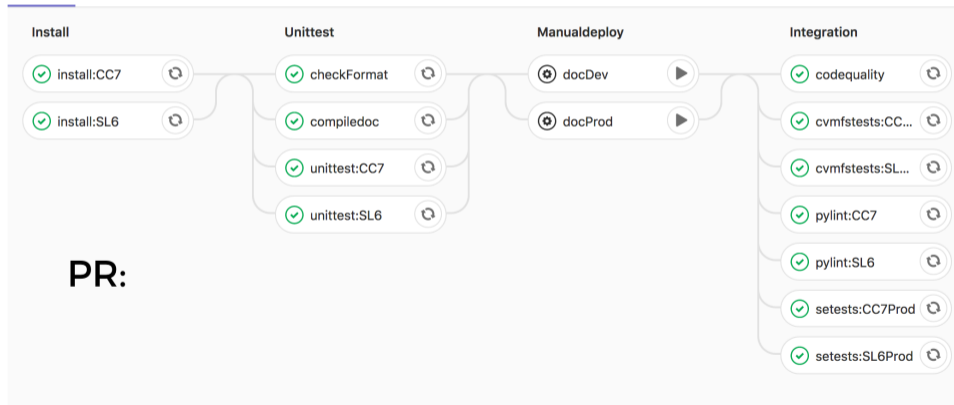 Install
install:CC7
install:SL6
Unittest
checkFormat
compiledoc
unittest:CC7
unittest:SL6
Manualdeploy
docDev
docProd
Integration
codequality
cvmfstests:CC...
cvmfstests:SL...
pylint:CC7
pylint:SL6
setests:CC7Prod
setests:SL6Prod
PR: